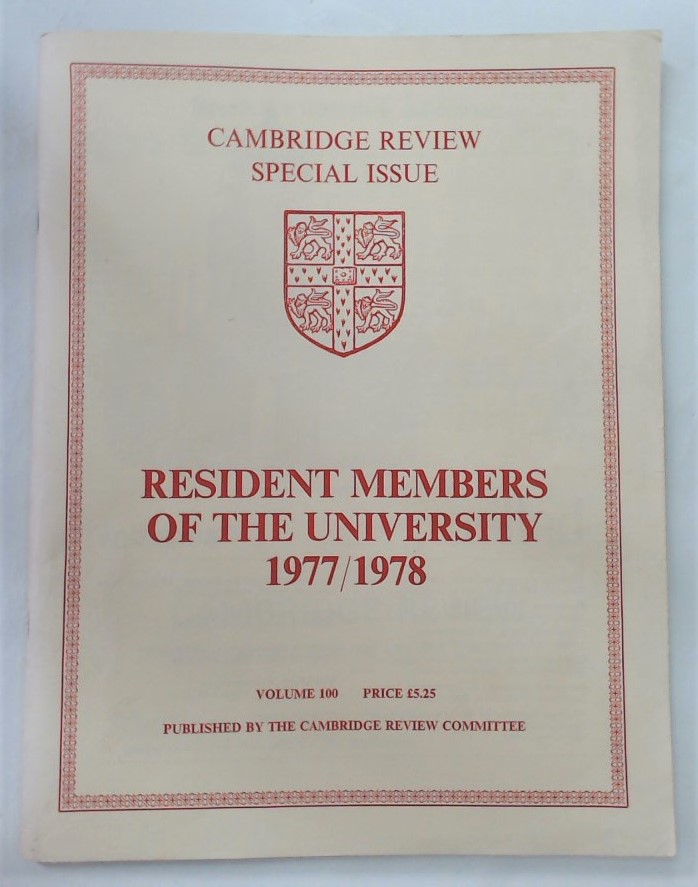 CAMBRIDGE REVIEW
SPECIAL ISSUE
RESIDENT MEMBERS
OF THE UNIVERSITY
1977/1978
VOLUME 100 PRICE £5.25
PUBLISHED BY THE CAMBRIDGE REVIEW COMMITTEE